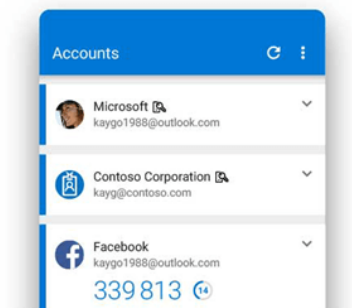 Accounts
Microsoft
kaygo1988@outlook.com
Contoso Corporation
kayg@contoso.com
Facebook
kaygo1988@outlook.com
339 813 14